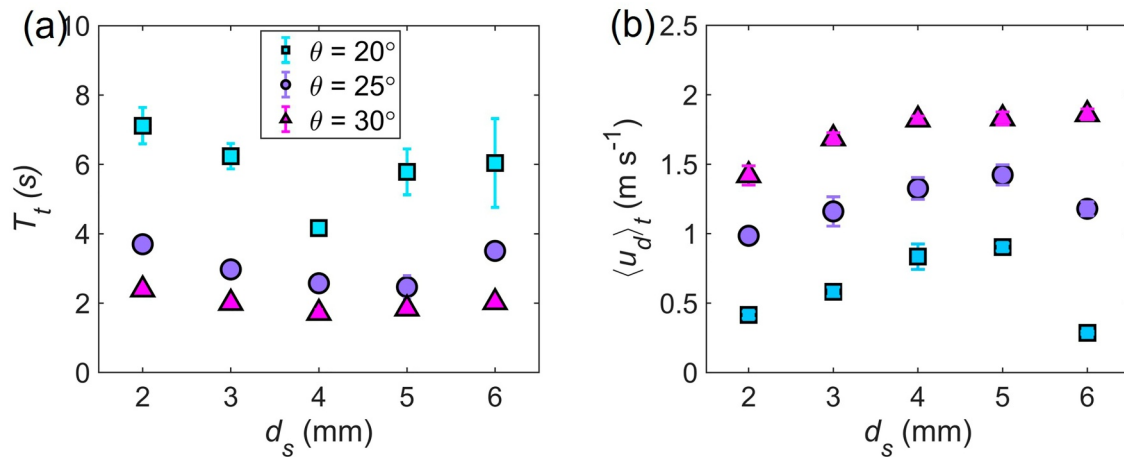 (a)
10
8
6
4
2
0
T_t (s)
θ = 20°
θ = 25°
θ = 30°
2 3 4 5 6
d_s (mm)
(b)
2.5
2
1.5
1
0.5
0
⟨u_d⟩_t (m s⁻¹)
2 3 4 5 6
d_s (mm)